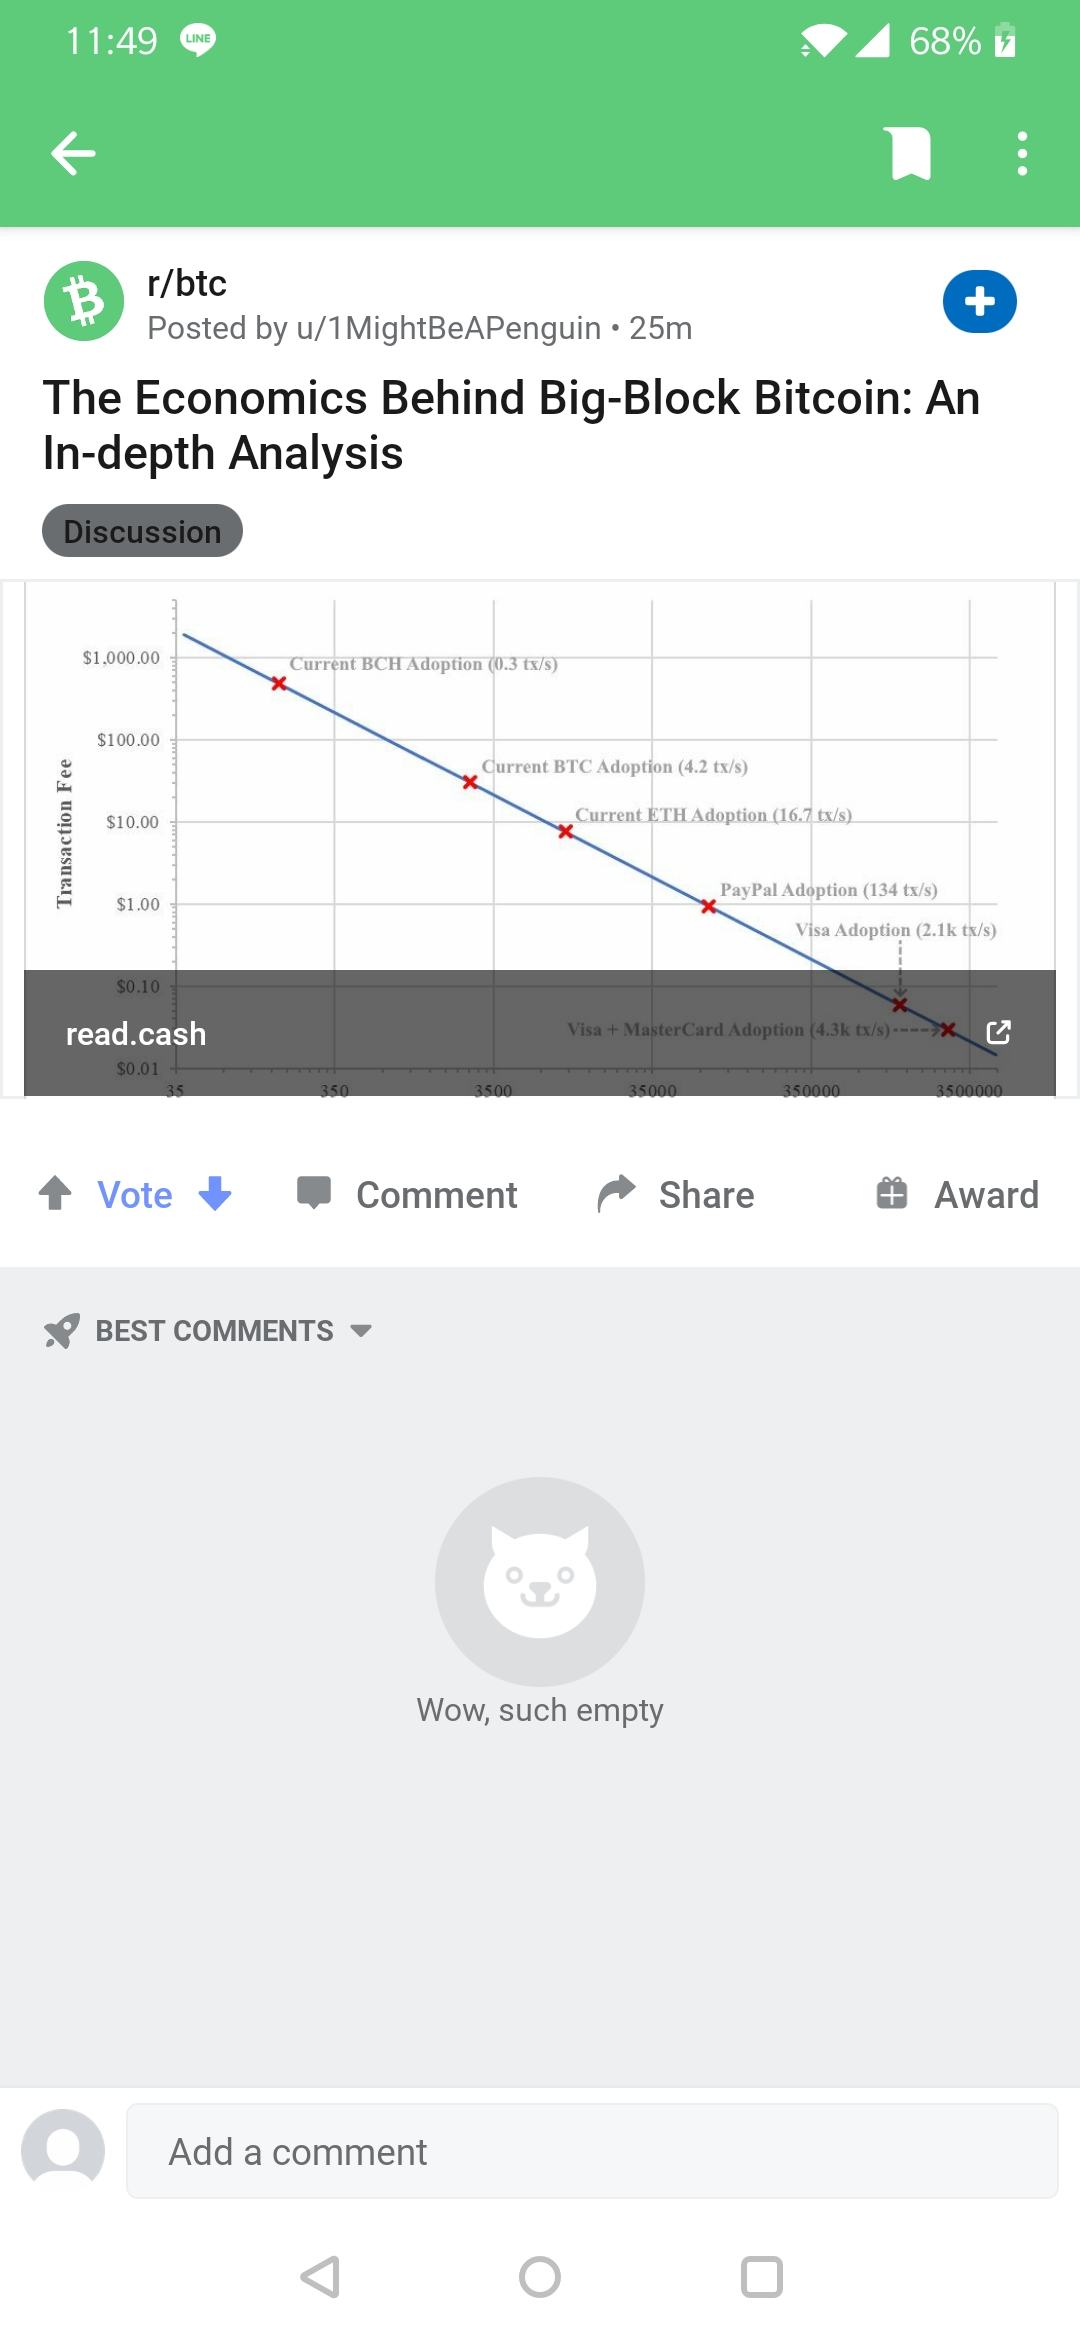 11:49
LINE
68%
r/btc
Posted by u/1MightBeAPenguin • 25m
The Economics Behind Big-Block Bitcoin: An
In-depth Analysis
Discussion
Transaction Fee
$1,000.00
$100.00
$10.00
$1.00
$0.10
$0.01
Current BCH Adoption (0.3 tx/s)
Current BTC Adoption (4.2 tx/s)
Current ETH Adoption (16.7 tx/s)
PayPal Adoption (134 tx/s)
Visa Adoption (2.1k tx/s)
Visa + MasterCard Adoption (4.3k tx/s)
35 350 3500 35000 350000 3500000
read.cash
Vote Comment Share Award
BEST COMMENTS
Wow, such empty
Add a comment